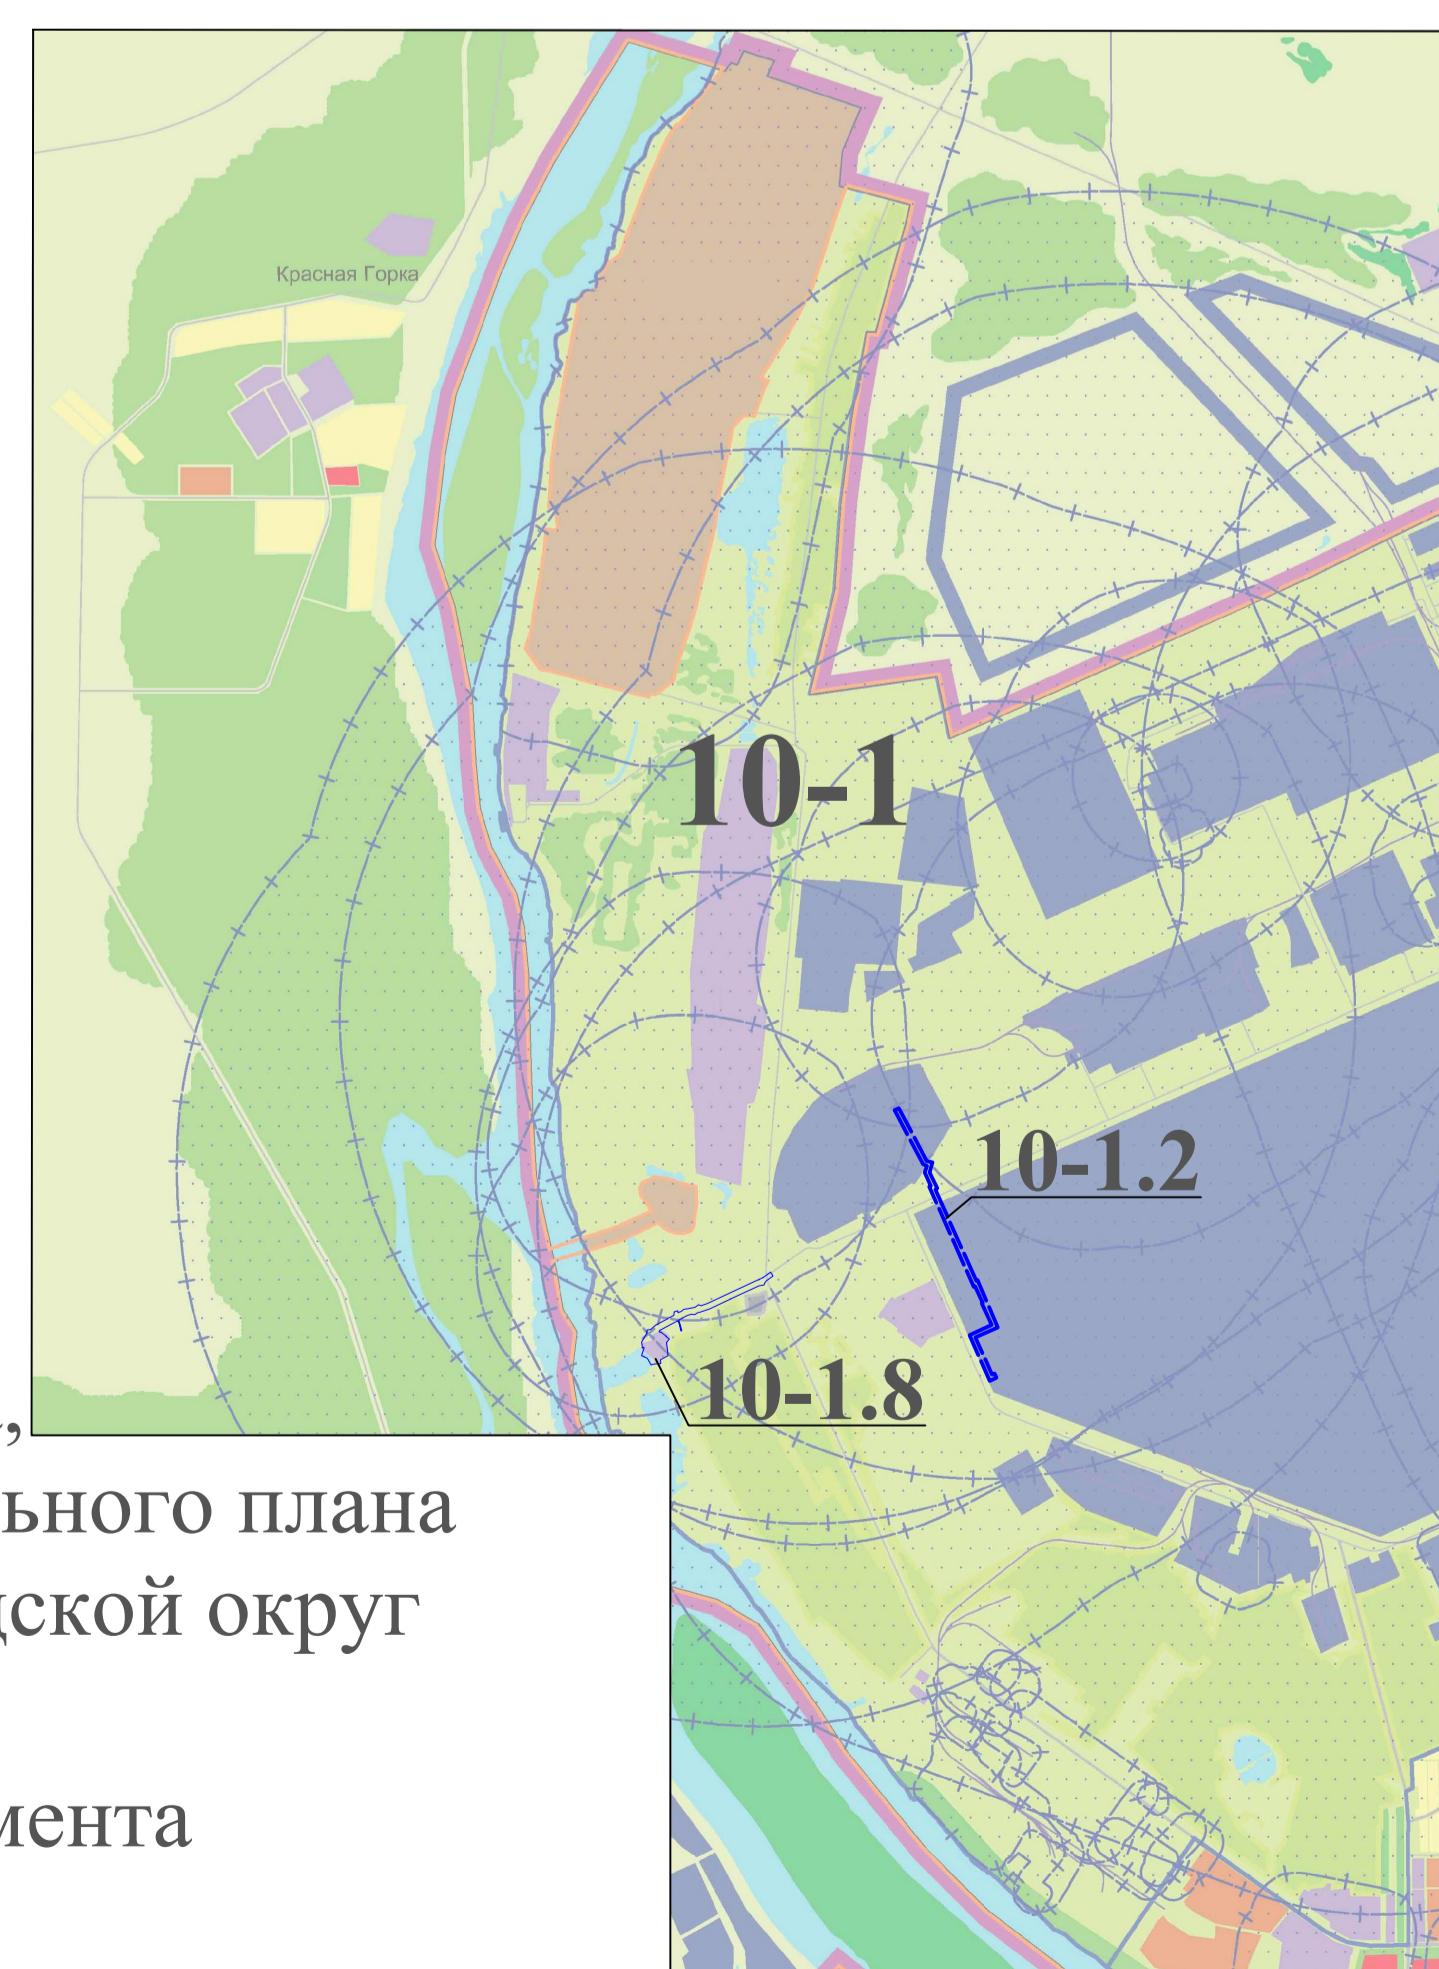 Красная Горка
10-1
10-1.2
10-1.8
ьного плана
дской округ
мента